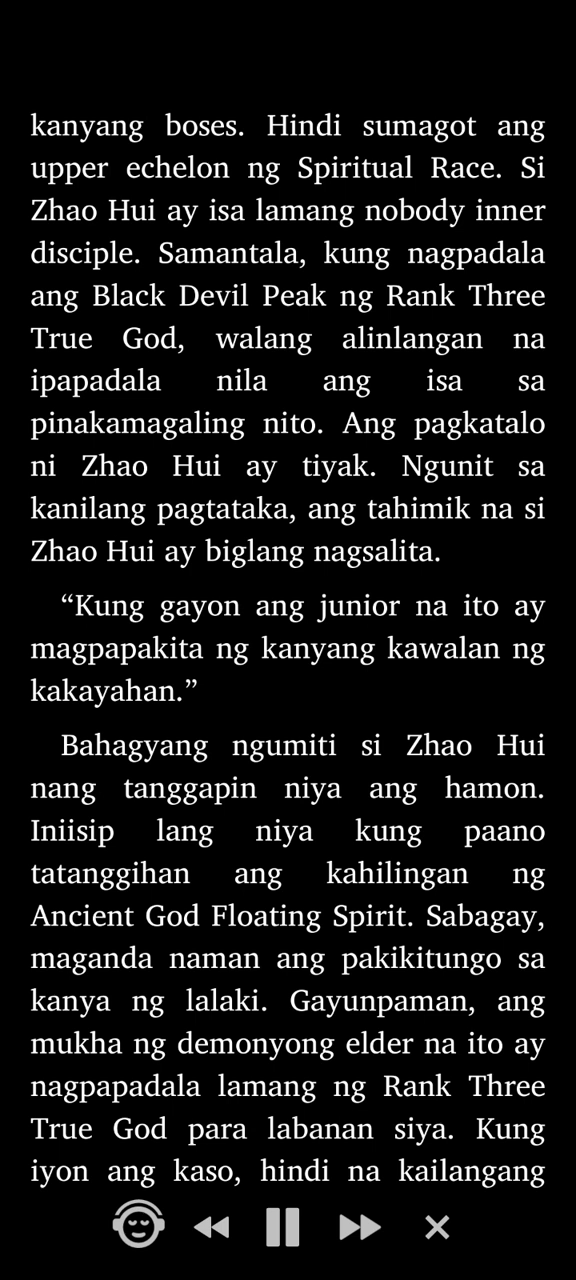 kanyang boses. Hindi sumagot ang
upper echelon ng Spiritual Race. Si
Zhao Hui ay isa lamang nobody inner
disciple. Samantala, kung nagpadala
ang Black Devil Peak ng Rank Three
True God, walang alinlangan na
ipapadala nila ang isa sa
pinakamagaling nito. Ang pagkatalo
ni Zhao Hui ay tiyak. Ngunit sa
kanilang pagtataka, ang tahimik na si
Zhao Hui ay biglang nagsalita.
“Kung gayon ang junior na ito ay
magpapakita ng kanyang kawalan ng
kakayahan.”
Bahagyang ngumiti si Zhao Hui
nang tanggapin niya ang hamon.
Iniisip lang niya kung paano
tatanggihan ang kahilingan ng
Ancient God Floating Spirit. Sabagay,
maganda naman ang pakikitungo sa
kanya ng lalaki. Gayunpaman, ang
mukha ng demonyong elder na ito ay
nagpapadala lamang ng Rank Three
True God para labanan siya. Kung
iyon ang kaso, hindi na kailangang